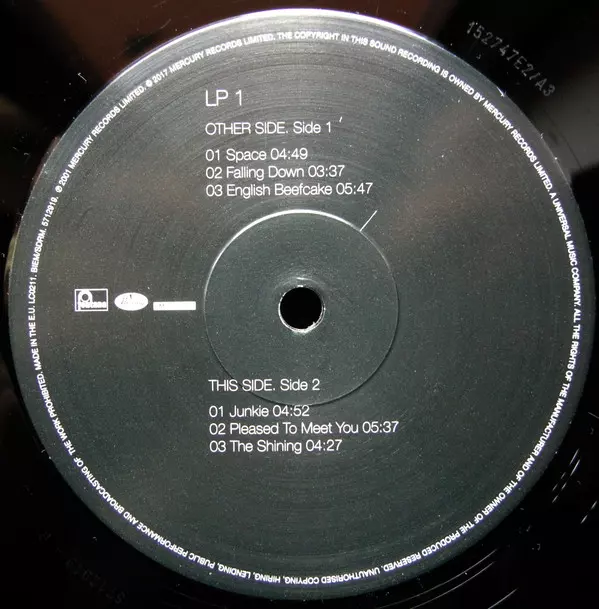 LP 1
OTHER SIDE. Side 1
01 Space 04:49
02 Falling Down 03:37
03 English Beefcake 05:47
THIS SIDE. Side 2
01 Junkie 04:52
02 Pleased To Meet You 05:37
03 The Shining 04:27
℗ 2001 MERCURY RECORDS LIMITED. © 2017 MERCURY RECORDS LIMITED. THE COPYRIGHT IN THIS SOUND RECORDING IS OWNED BY MERCURY RECORDS LIMITED. A UNIVERSAL MUSIC COMPANY. ALL THE RIGHTS OF THE MANUFACTURER AND OF THE OWNER OF THE PRODUCED RESERVED. UNAUTHORISED COPYING, HIRING, LENDING, PUBLIC PERFORMANCE AND BROADCASTING OF THE WORK PROHIBITED. MADE IN THE E.U. LC0211. BIEM/SDRM. 5712919.
152747E2/A3